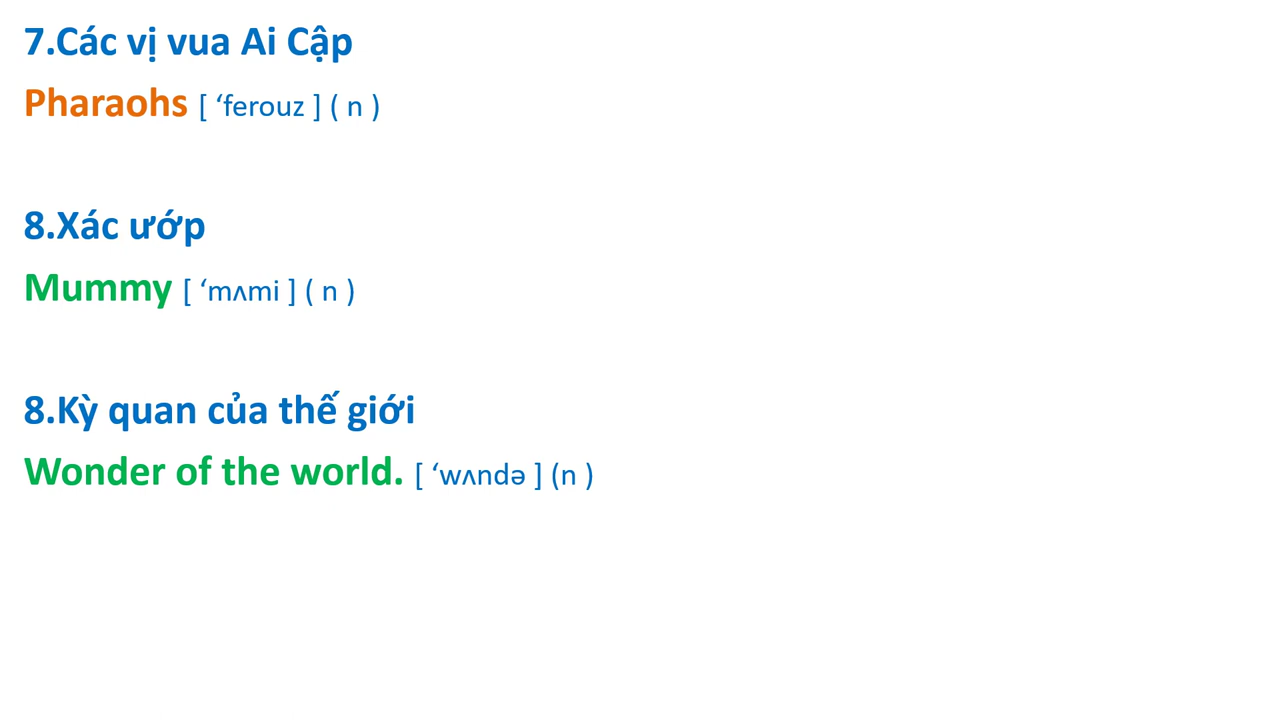 7.Các vị vua Ai Cập
Pharaohs [ ‘ferouz ] ( n )
8.Xác ướp
Mummy [ ‘mʌmi ] ( n )
8.Kỳ quan của thế giới
Wonder of the world. [ ‘wʌndə ] (n )